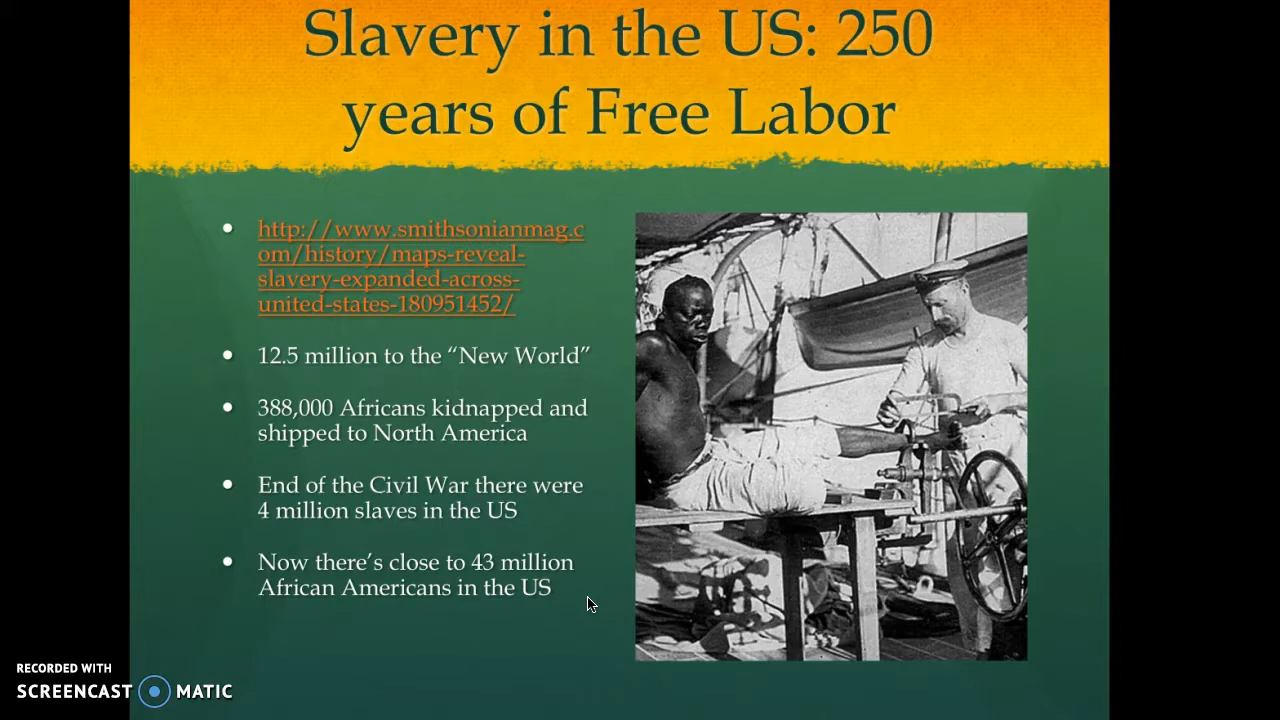 Slavery in the US: 250
years of Free Labor
http://www.smithsonianmag.c
om/history/maps-reveal-
slavery-expanded-across-
united-states-180951452/
12.5 million to the “New World”
388,000 Africans kidnapped and
shipped to North America
End of the Civil War there were
4 million slaves in the US
Now there’s close to 43 million
African Americans in the US
RECORDED WITH
SCREENCAST MATIC